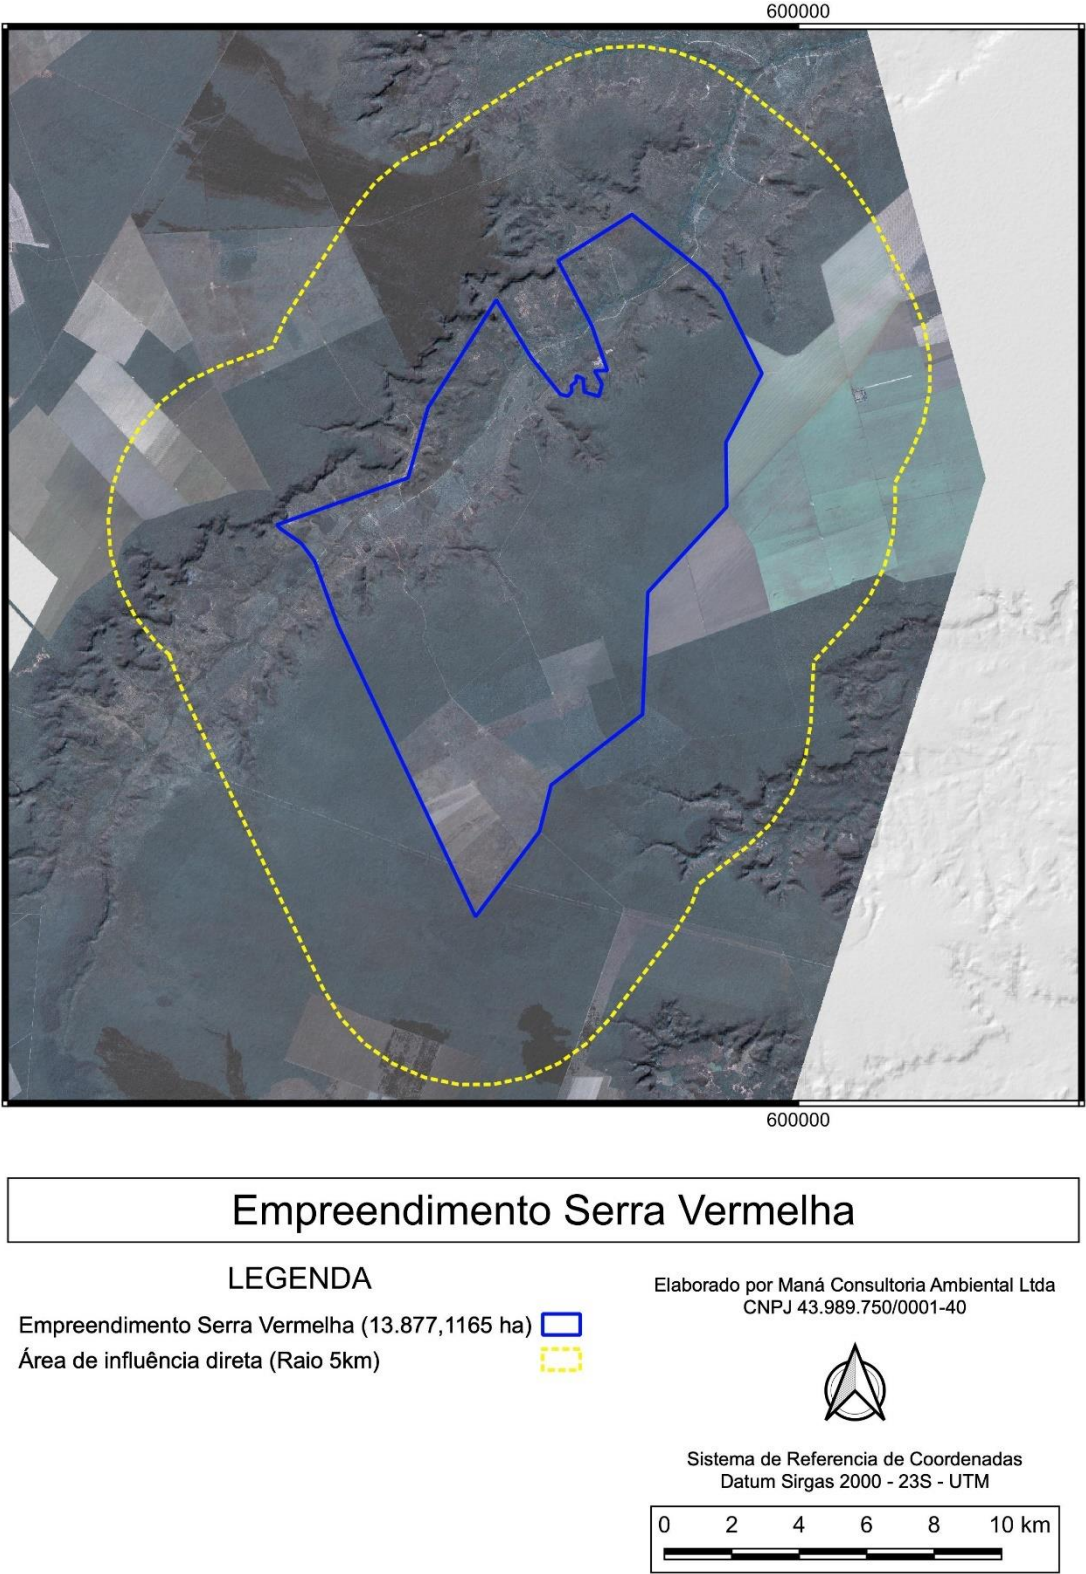 600000
600000
Empreendimento Serra Vermelha
LEGENDA
Empreendimento Serra Vermelha (13.877,1165 ha)
Área de influência direta (Raio 5km)
Elaborado por Maná Consultoria Ambiental Ltda
CNPJ 43.989.750/0001-40
Sistema de Referencia de Coordenadas
Datum Sirgas 2000 - 23S - UTM
0 2 4 6 8 10 km